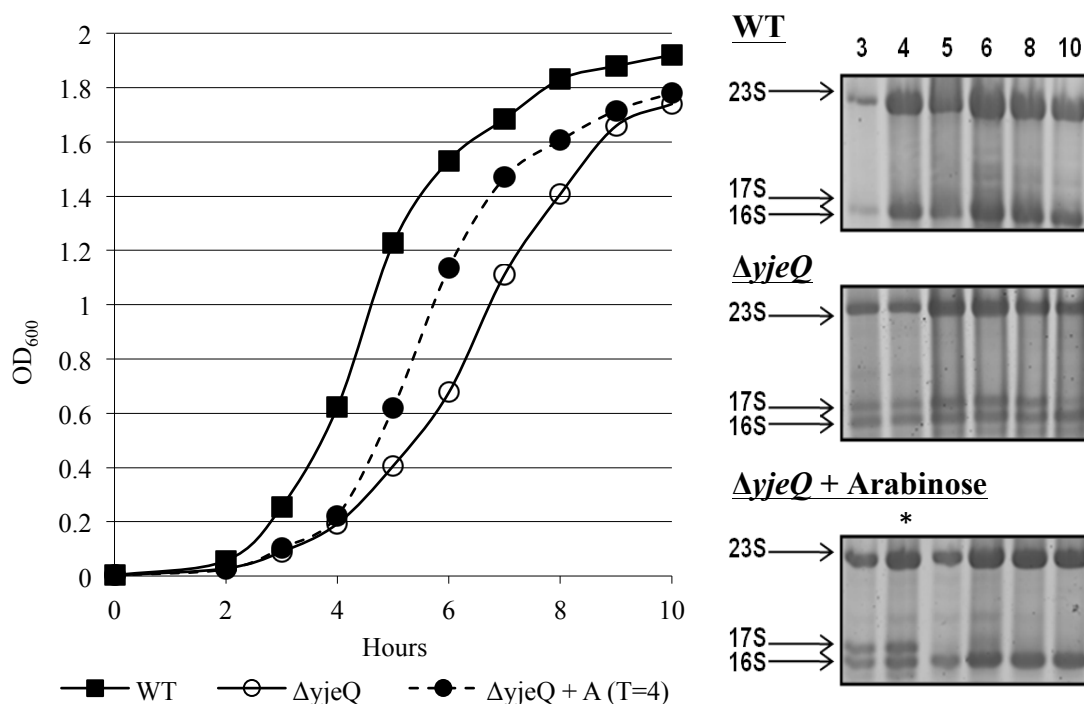 2
1.8
1.6
1.4
1.2
1
0.8
0.6
0.4
0.2
0
OD600
0 2 4 6 8 10
Hours
WT ΔyjeQ ΔyjeQ + A (T=4)
WT
3 4 5 6 8 10
23S
17S
16S
ΔyjeQ
23S
17S
16S
ΔyjeQ + Arabinose
*
23S
17S
16S